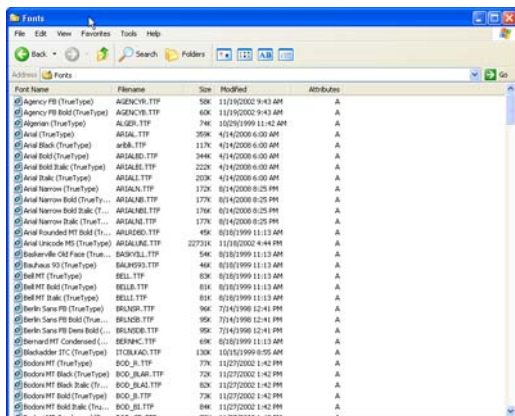 Fonts
File Edit View Favorites Tools Help
Back Search Folders
Address Fonts Go
Font Name Filename Size Modified Attributes
Agency FB (TrueType) AGENCYR.TTF 58K 11/19/2002 9:43 AM A
Agency FB Bold (TrueType) AGENCYB.TTF 60K 11/19/2002 9:43 AM A
Algerian (TrueType) ALGER.TTF 74K 10/29/1999 11:42 AM A
Arial (TrueType) ARIAL.TTF 359K 4/14/2008 6:00 AM A
Arial Black (TrueType) ariblk.TTF 117K 4/14/2008 6:00 AM A
Arial Bold (TrueType) ARIALBD.TTF 344K 4/14/2008 6:00 AM A
Arial Bold Italic (TrueType) ARIALBI.TTF 222K 4/14/2008 6:00 AM A
Arial Italic (TrueType) ARIALI.TTF 203K 4/14/2008 6:00 AM A
Arial Narrow (TrueType) ARIALN.TTF 172K 8/14/2008 8:25 PM A
Arial Narrow Bold (TrueTy... ARIALNB.TTF 177K 8/14/2008 8:25 PM A
Arial Narrow Bold Italic (T... ARIALNBI.TTF 176K 8/14/2008 8:25 PM A
Arial Narrow Italic (TrueT... ARIALNI.TTF 177K 8/14/2008 8:25 PM A
Arial Rounded MT Bold (Tr... ARLRDBD.TTF 45K 8/18/1999 11:13 AM A
Arial Unicode MS (TrueType) ARIALUNI.TTF 22731K 11/18/2002 4:44 PM A
Baskerville Old Face (True... BASKVILL.TTF 54K 8/18/1999 11:13 AM A
Bauhaus 93 (TrueType) BAUHS93.TTF 46K 8/18/1999 11:13 AM A
Bell MT (TrueType) BELL.TTF 83K 8/18/1999 11:13 AM A
Bell MT Bold (TrueType) BELLB.TTF 81K 8/18/1999 11:13 AM A
Bell MT Italic (TrueType) BELLI.TTF 81K 8/18/1999 11:13 AM A
Berlin Sans FB (TrueType) BRLNSR.TTF 96K 7/14/1998 12:41 PM A
Berlin Sans FB Bold (True... BRLNSB.TTF 95K 7/14/1998 12:41 PM A
Berlin Sans FB Demi Bold (... BRLNSDB.TTF 95K 7/14/1998 12:41 PM A
Bernard MT Condensed (... BERNHC.TTF 69K 8/18/1999 11:13 AM A
Blackadder ITC (TrueType) ITCBLKAD.TTF 130K 10/15/1999 8:55 AM A
Bodoni MT (TrueType) BOD_R.TTF 77K 11/27/2002 1:42 PM A
Bodoni MT Black (TrueType) BOD_BLAR.TTF 72K 11/27/2002 1:42 PM A
Bodoni MT Black Italic (Tr... BOD_BLAI.TTF 82K 11/27/2002 1:42 PM A
Bodoni MT Bold (TrueType) BOD_B.TTF 73K 11/27/2002 1:42 PM A
Bodoni MT Bold Italic (Tru... BOD_BI.TTF 84K 11/27/2002 1:42 PM A